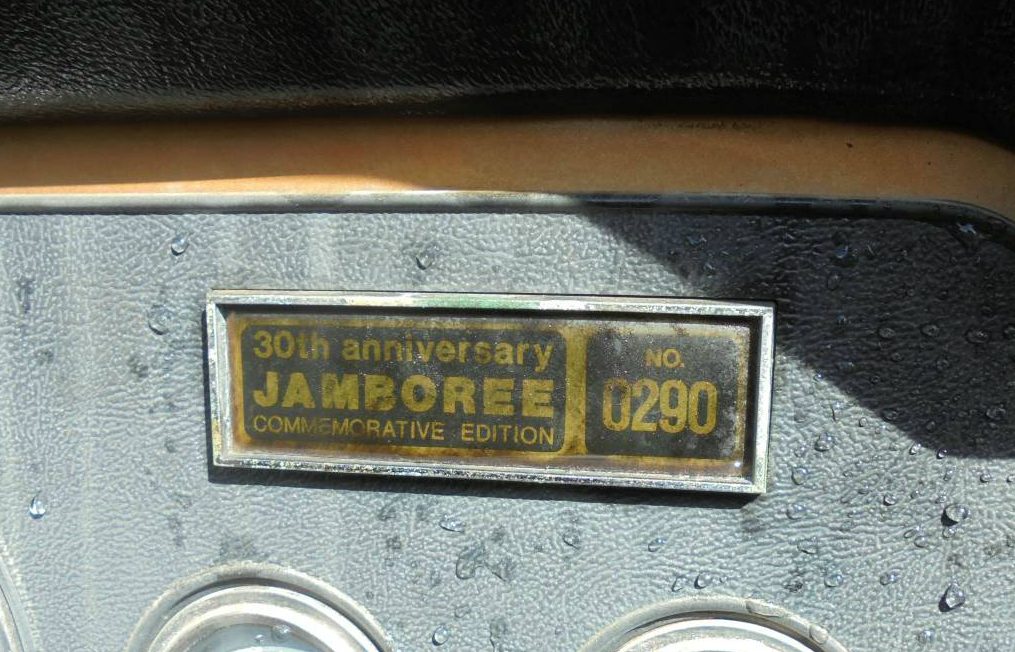 30th anniversary
JAMBOREE
COMMEMORATIVE EDITION
NO.
0290